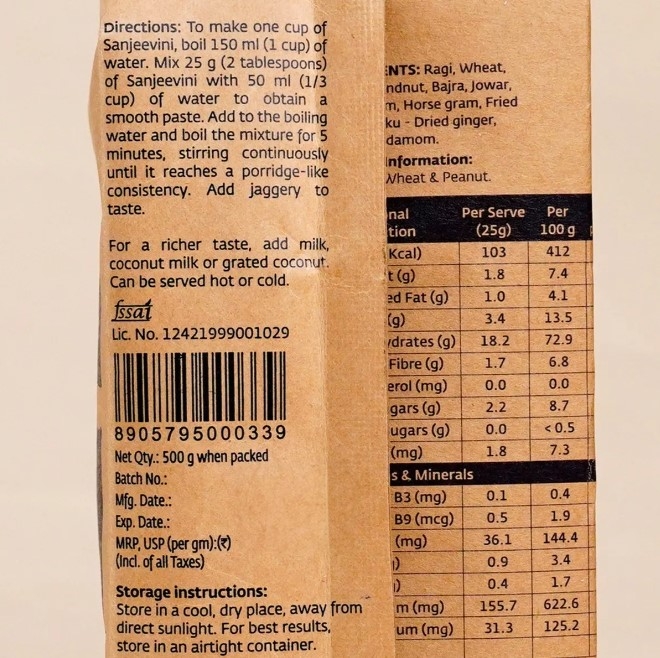 Directions: To make one cup of
Sanjeevini, boil 150 ml (1 cup) of
water. Mix 25 g (2 tablespoons)
of Sanjeevini with 50 ml (1/3
cup) of water to obtain a
smooth paste. Add to the boiling
water and boil the mixture for 5
minutes, stirring continuously
until it reaches a porridge-like
consistency. Add jaggery to
taste.
For a richer taste, add milk,
coconut milk or grated coconut.
Can be served hot or cold.
fssai
Lic. No. 12421999001029
8905795000339
Net Qty.: 500 g when packed
Batch No.:
Mfg. Date.:
Exp. Date.:
MRP, USP (per gm):(₹)
(Incl. of all Taxes)
Storage instructions:
Store in a cool, dry place, away from
direct sunlight. For best results,
store in an airtight container.
ENTS: Ragi, Wheat,
ndnut, Bajra, Jowar,
m, Horse gram, Fried
ku - Dried ginger,
damom.
nformation:
Wheat & Peanut.
nal Per Serve Per
tion (25g) 100 g
Kcal) 103 412
t (g) 1.8 7.4
ed Fat (g) 1.0 4.1
(g) 3.4 13.5
ydrates (g) 18.2 72.9
Fibre (g) 1.7 6.8
erol (mg) 0.0 0.0
gars (g) 2.2 8.7
ugars (g) 0.0 < 0.5
(mg) 1.8 7.3
s & Minerals
B3 (mg) 0.1 0.4
B9 (mcg) 0.5 1.9
(mg) 36.1 144.4
) 0.9 3.4
) 0.4 1.7
m (mg) 155.7 622.6
um (mg) 31.3 125.2